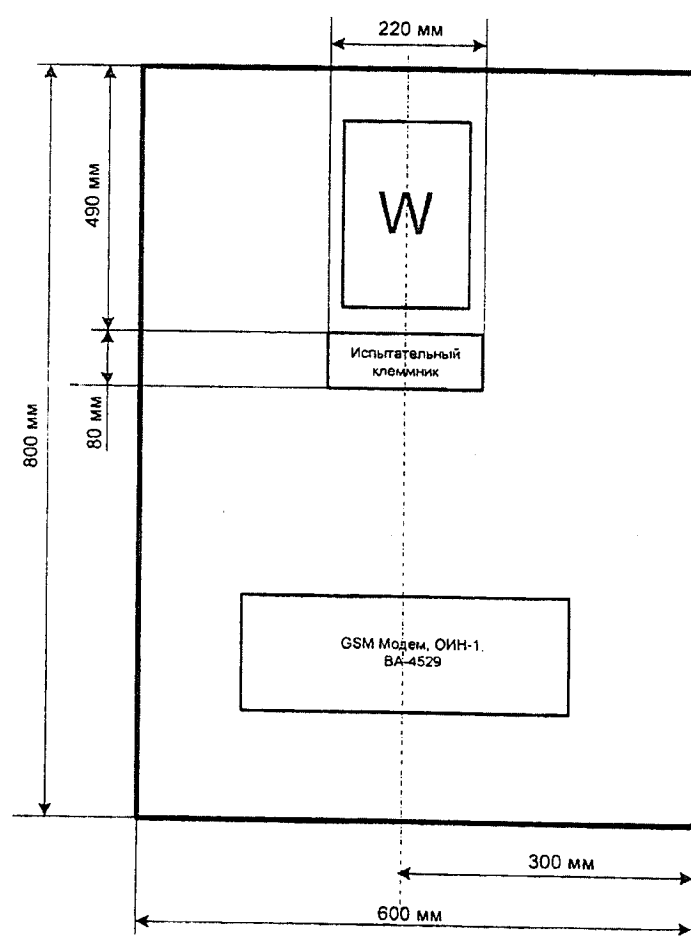 220 мм
490 мм
W
Испытательный
клеммник
80 мм
800 мм
GSM Модем, ОИН-1,
ВА-4529
300 мм
600 мм